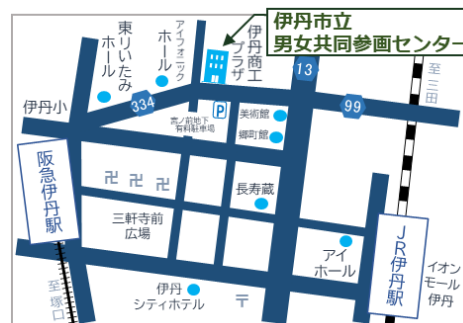 伊丹市立
男女共同参画センター
東リいたみ
ホール
アイフォニック
ホール
伊丹商工
プラザ
13
至三田
伊丹小
334
P
宮ノ前地下
有料駐車場
美術館
郷町館
99
阪急伊丹駅
卍 卍 卍
長寿蔵
三軒寺前
広場
アイ
ホール
JR伊丹駅
イオン
モール
伊丹
至塚口
伊丹
シティホテル
〒